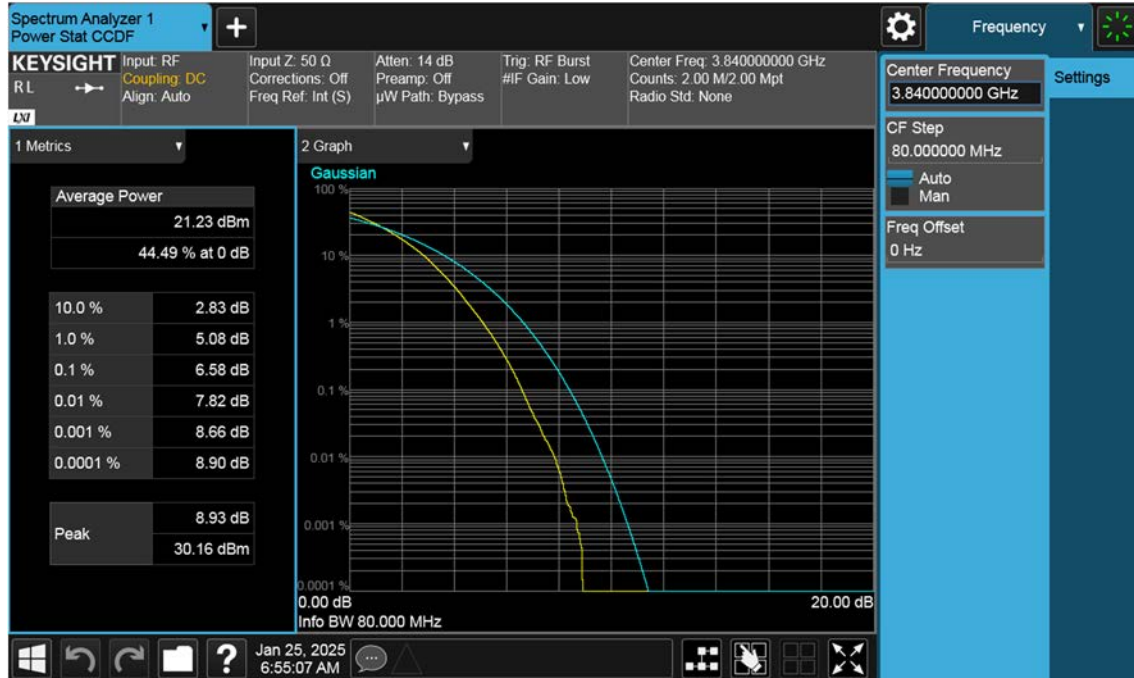 Spectrum Analyzer 1
Power Stat CCDF
+
Frequency
KEYSIGHT
RL
LXI
Input: RF
Coupling: DC
Align: Auto
Input Z: 50 Ω
Corrections: Off
Freq Ref: Int (S)
Atten: 14 dB
Preamp: Off
µW Path: Bypass
Trig: RF Burst
#IF Gain: Low
Center Freq: 3.840000000 GHz
Counts: 2.00 M/2.00 Mpt
Radio Std: None
Center Frequency
3.840000000 GHz
Settings
CF Step
80.000000 MHz
Auto
Man
Freq Offset
0 Hz
1 Metrics
Average Power
21.23 dBm
44.49 % at 0 dB
10.0 % 2.83 dB
1.0 % 5.08 dB
0.1 % 6.58 dB
0.01 % 7.82 dB
0.001 % 8.66 dB
0.0001 % 8.90 dB
Peak
8.93 dB
30.16 dBm
2 Graph
Gaussian
100 %
10 %
1 %
0.1 %
0.01 %
0.001 %
0.0001 %
0.00 dB 20.00 dB
Info BW 80.000 MHz
?
Jan 25, 2025
6:55:07 AM